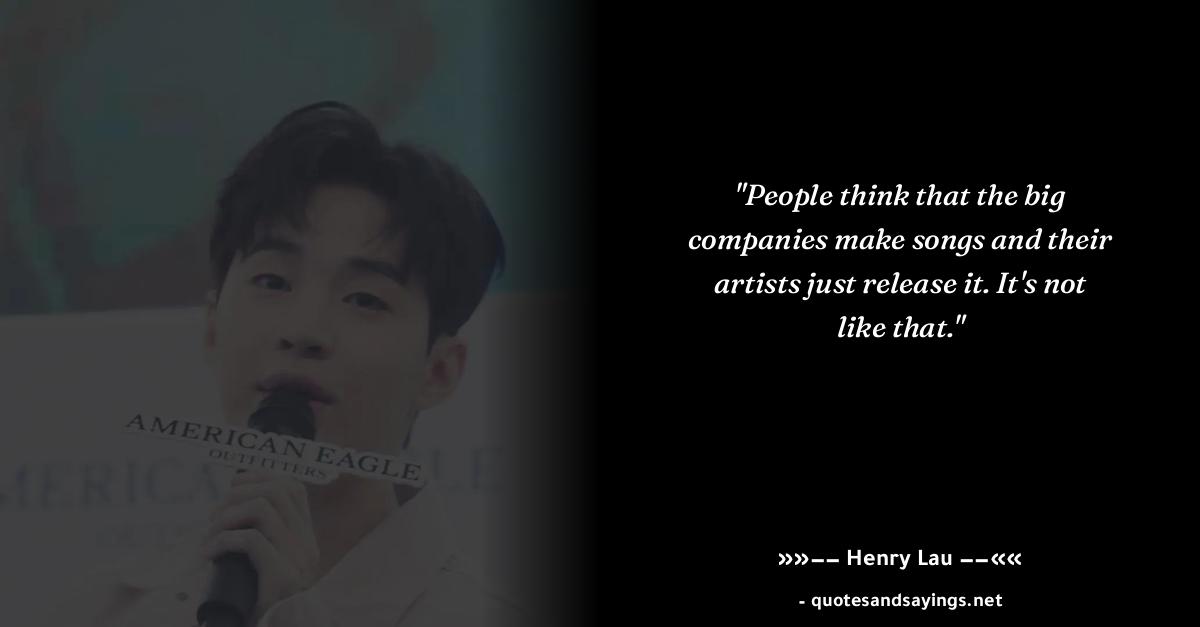 AMERICAN EAGLE
OUTFITTERS
"People think that the big
companies make songs and their
artists just release it. It's not
like that."
»»−− Henry Lau −−««
- quotesandsayings.net